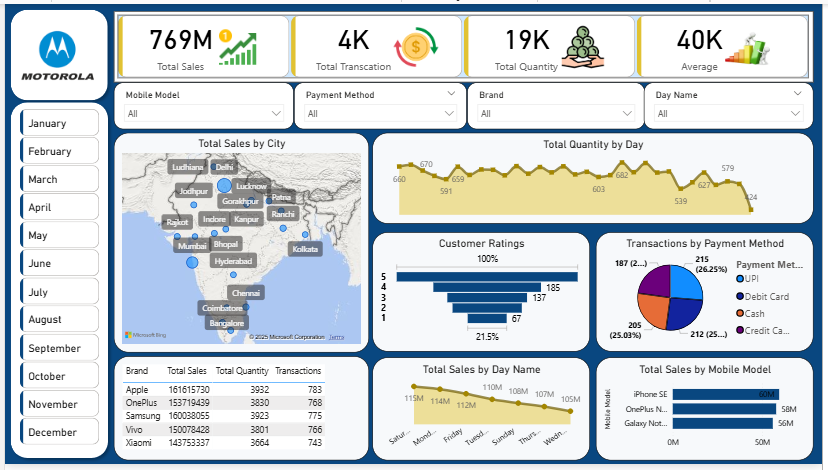 MOTOROLA
769M
Total Sales
4K
Total Transcation
19K
Total Quantity
40K
Average
Mobile Model
All
Payment Method
All
Brand
All
Day Name
All
January
February
March
April
May
June
July
August
September
October
November
December
Total Sales by City
Ludhiana
Delhi
Jodhpur
Lucknow
Gorakhpur
Patna
Rajkot
Indore
Kanpur
Ranchi
Mumbai
Bhopal
Kolkata
Hyderabad
Chennai
Coimbatore
Bangalore
Microsoft Bing
© 2025 Microsoft Corporation Terms
Total Quantity by Day
660
670
591
659
603
682
539
627
579
424
Customer Ratings
100%
5
4
3
2
1
185
137
67
21.5%
Transactions by Payment Method
187 (2...)
215
(26.25%)
205
(25.03%)
212 (25...)
Payment Met...
UPI
Debit Card
Cash
Credit Ca...
Brand Total Sales Total Quantity Transactions
Apple 161615730 3932 783
OnePlus 153719439 3830 768
Samsung 160038055 3923 775
Vivo 150078428 3801 766
Xiaomi 143753337 3664 743
Total Sales by Day Name
115M
114M
112M
110M
108M
107M
105M
Satur...
Mond...
Friday
Tuesd...
Sunday
Thurs...
Wedn...
Total Sales by Mobile Model
Mobile Model
iPhone SE 60M
OnePlus N... 58M
Galaxy Not... 56M
0M
50M